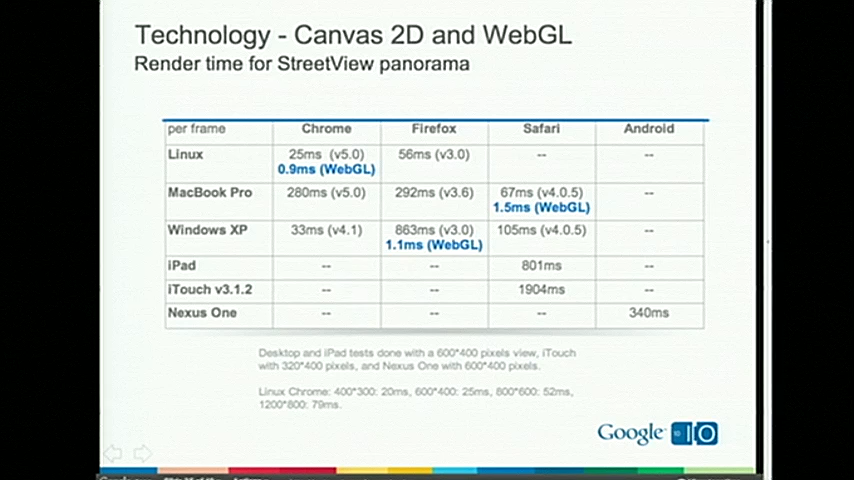 Technology - Canvas 2D and WebGL
Render time for StreetView panorama
per frame Chrome Firefox Safari Android
Linux 25ms (v5.0) 56ms (v3.0) -- --
0.9ms (WebGL)
MacBook Pro 280ms (v5.0) 292ms (v3.6) 67ms (v4.0.5) --
1.5ms (WebGL)
Windows XP 33ms (v4.1) 863ms (v3.0) 105ms (v4.0.5) --
1.1ms (WebGL)
iPad -- -- 801ms --
iTouch v3.1.2 -- -- 1904ms --
Nexus One -- -- -- 340ms
Desktop and iPad tests done with a 600*400 pixels view, iTouch
with 320*400 pixels, and Nexus One with 600*400 pixels.
Linux Chrome: 400*300: 20ms, 600*400: 25ms, 800*600: 52ms,
1200*800: 79ms.
Google IO